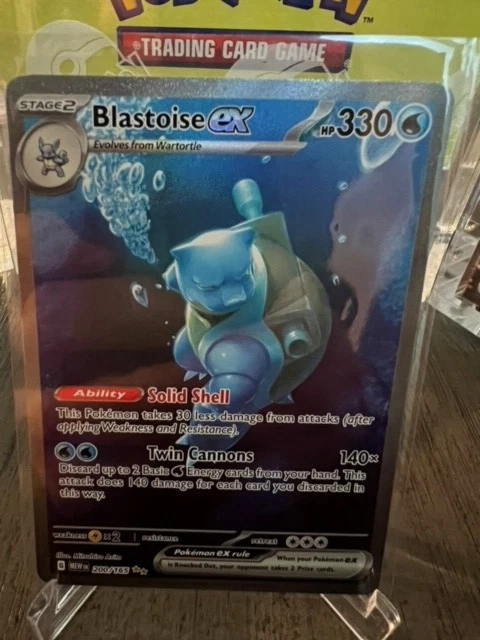 TRADING CARD GAME
STAGE2
Blastoise ex
HP 330
Evolves from Wartortle
Ability Solid Shell
This Pokémon takes 30 less damage from attacks (after
applying Weakness and Resistance).
Twin Cannons 140×
Discard up to 2 Basic Energy cards from your hand. This
attack does 140 damage for each card you discarded in
this way.
weakness ×2 resistance retreat
Illus. Mitsuhiro Arita
Pokémon ex rule When your Pokémon ex
is Knocked Out, your opponent takes 2 Prize cards.
G MEW EN 200/165